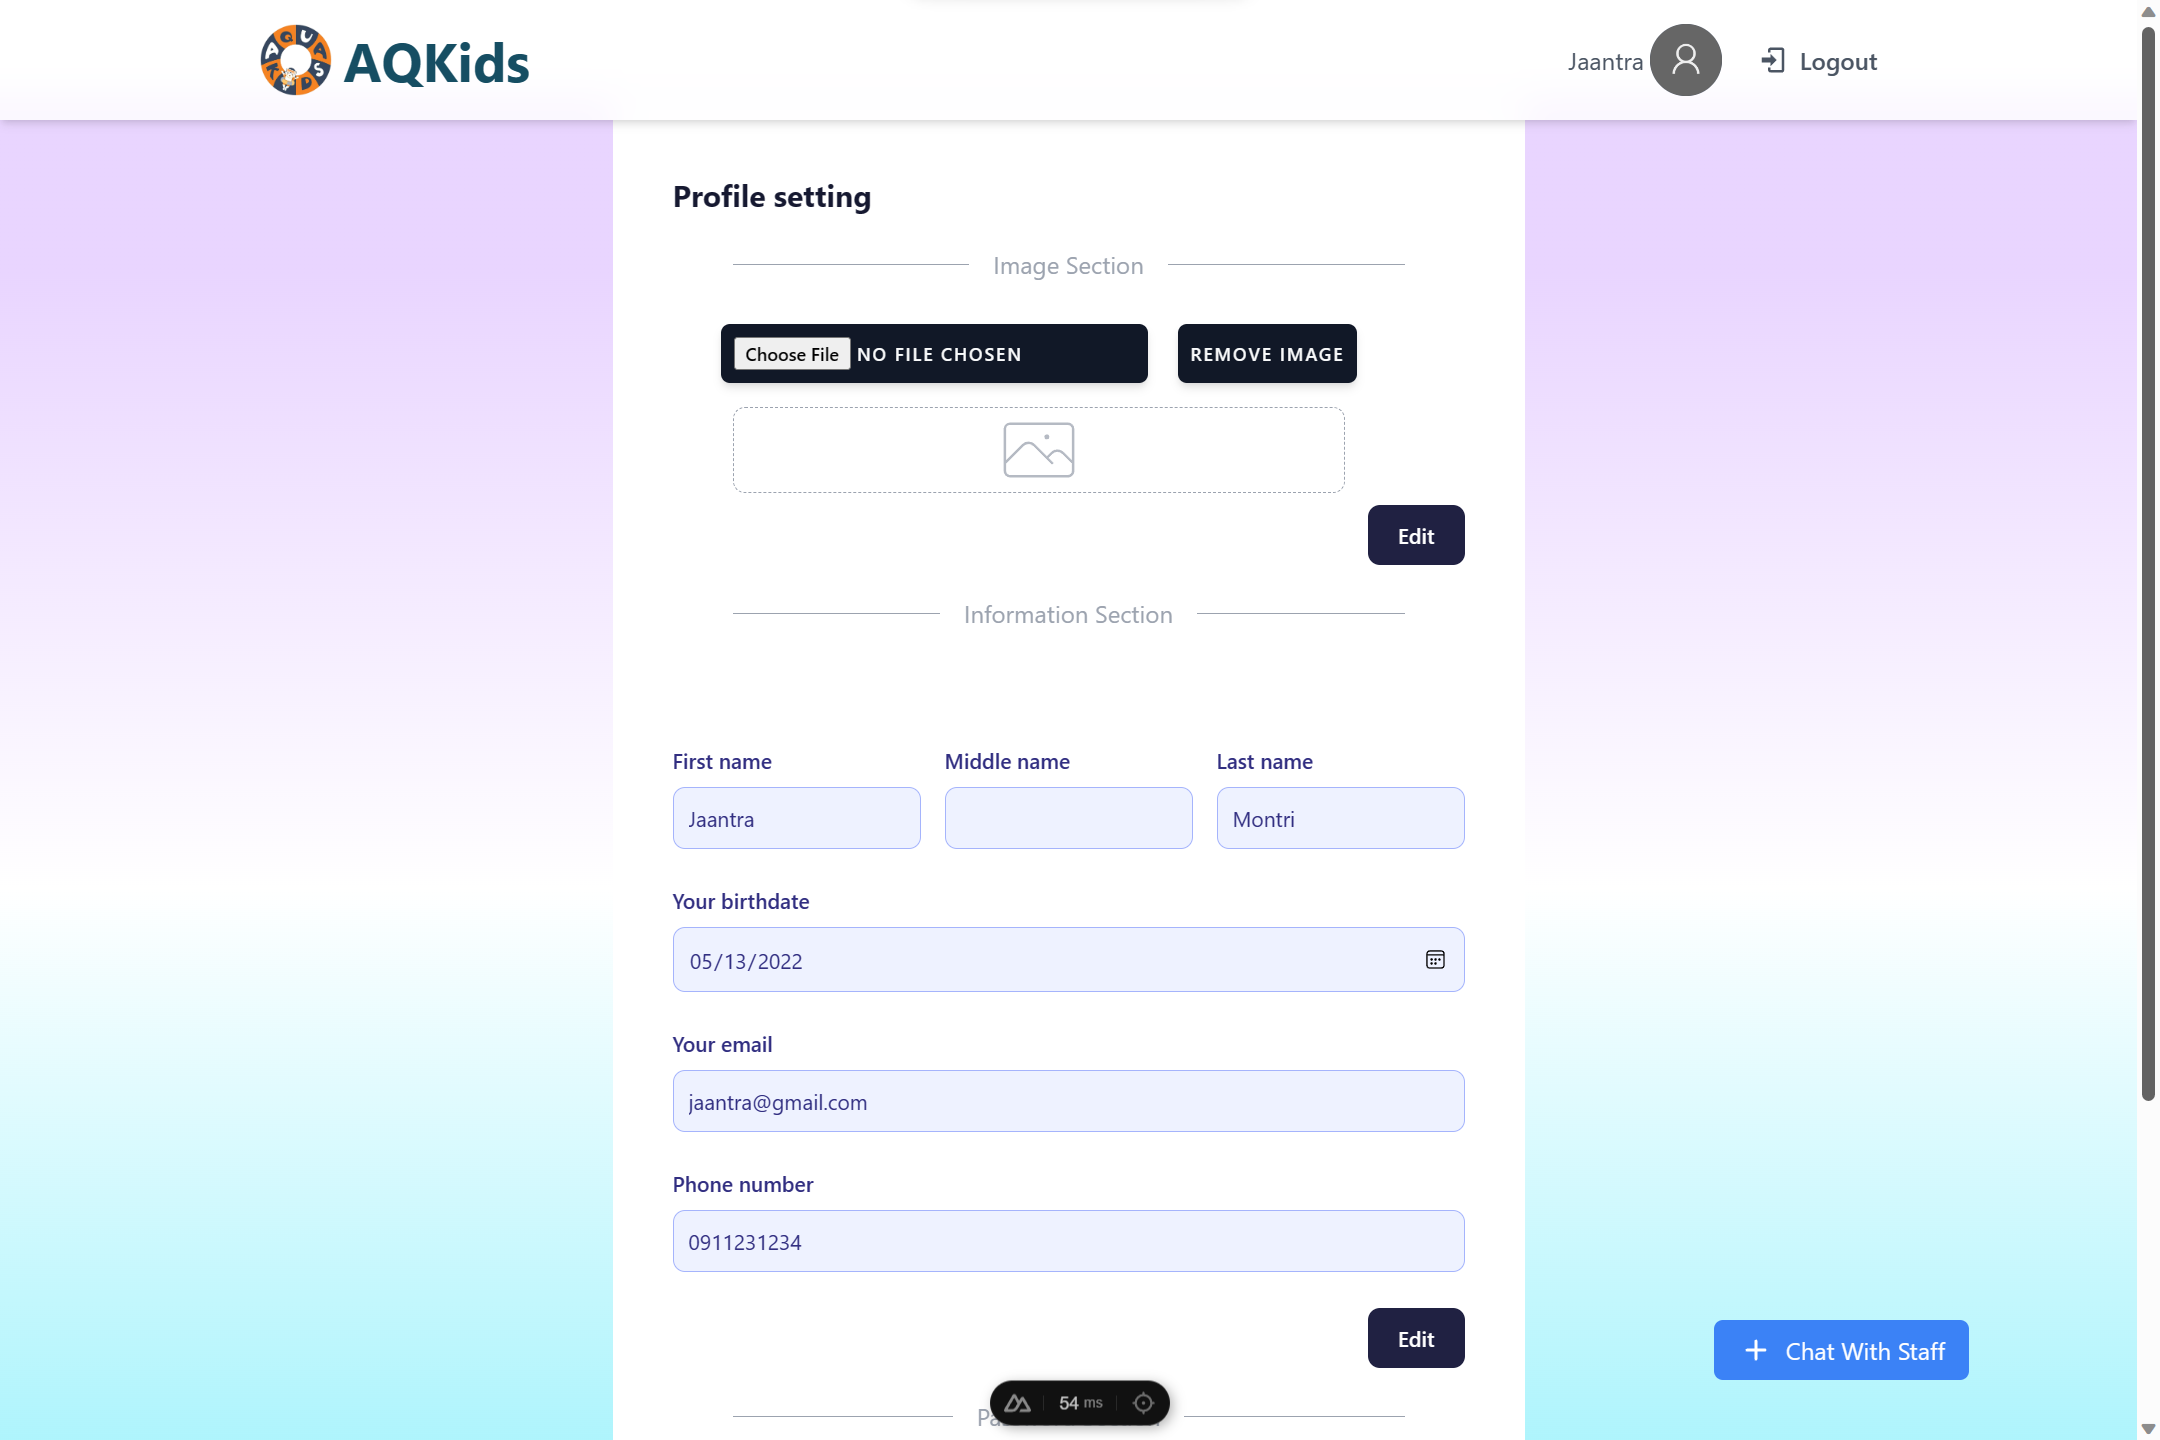 AQUA KIDS
AQKids
Jaantra
Logout
Profile setting
Image Section
Choose File NO FILE CHOSEN
REMOVE IMAGE
Edit
Information Section
First name
Middle name
Last name
Jaantra
Montri
Your birthdate
05/13/2022
Your email
jaantra@gmail.com
Phone number
0911231234
Edit
Chat With Staff
54 ms